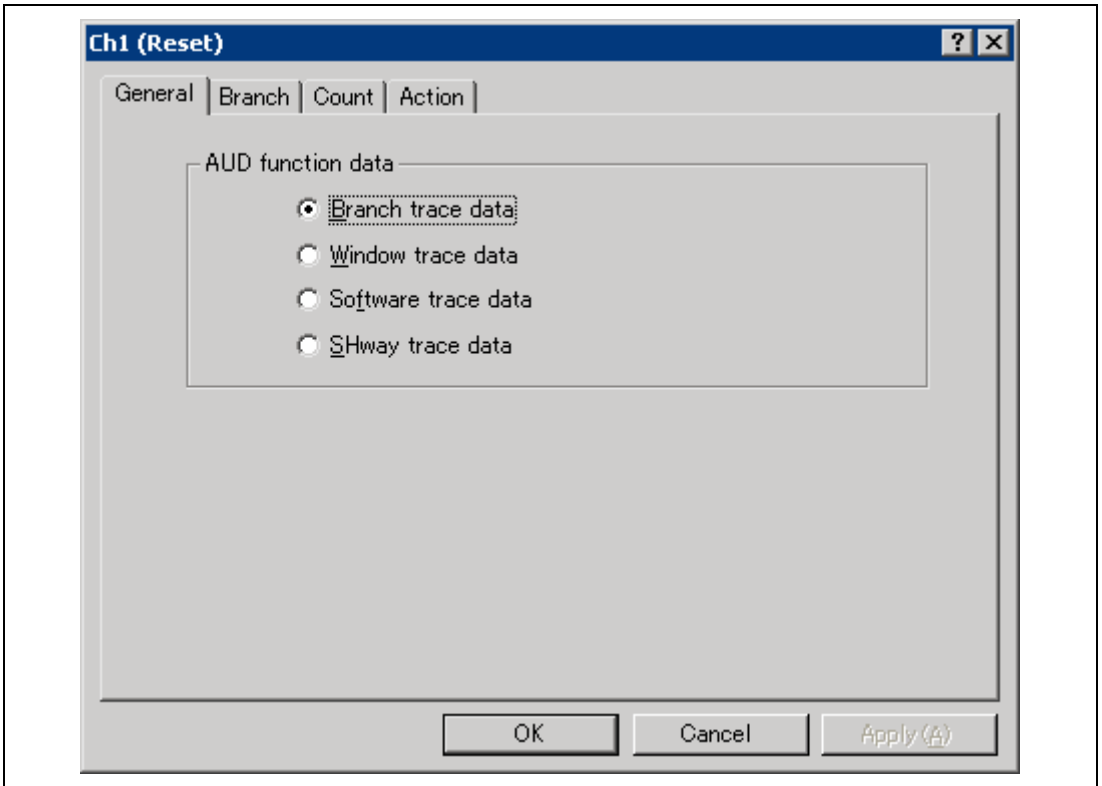 Ch1 (Reset)
General Branch Count Action
AUD function data
Branch trace data
Window trace data
Software trace data
SHway trace data
OK Cancel Apply (A)